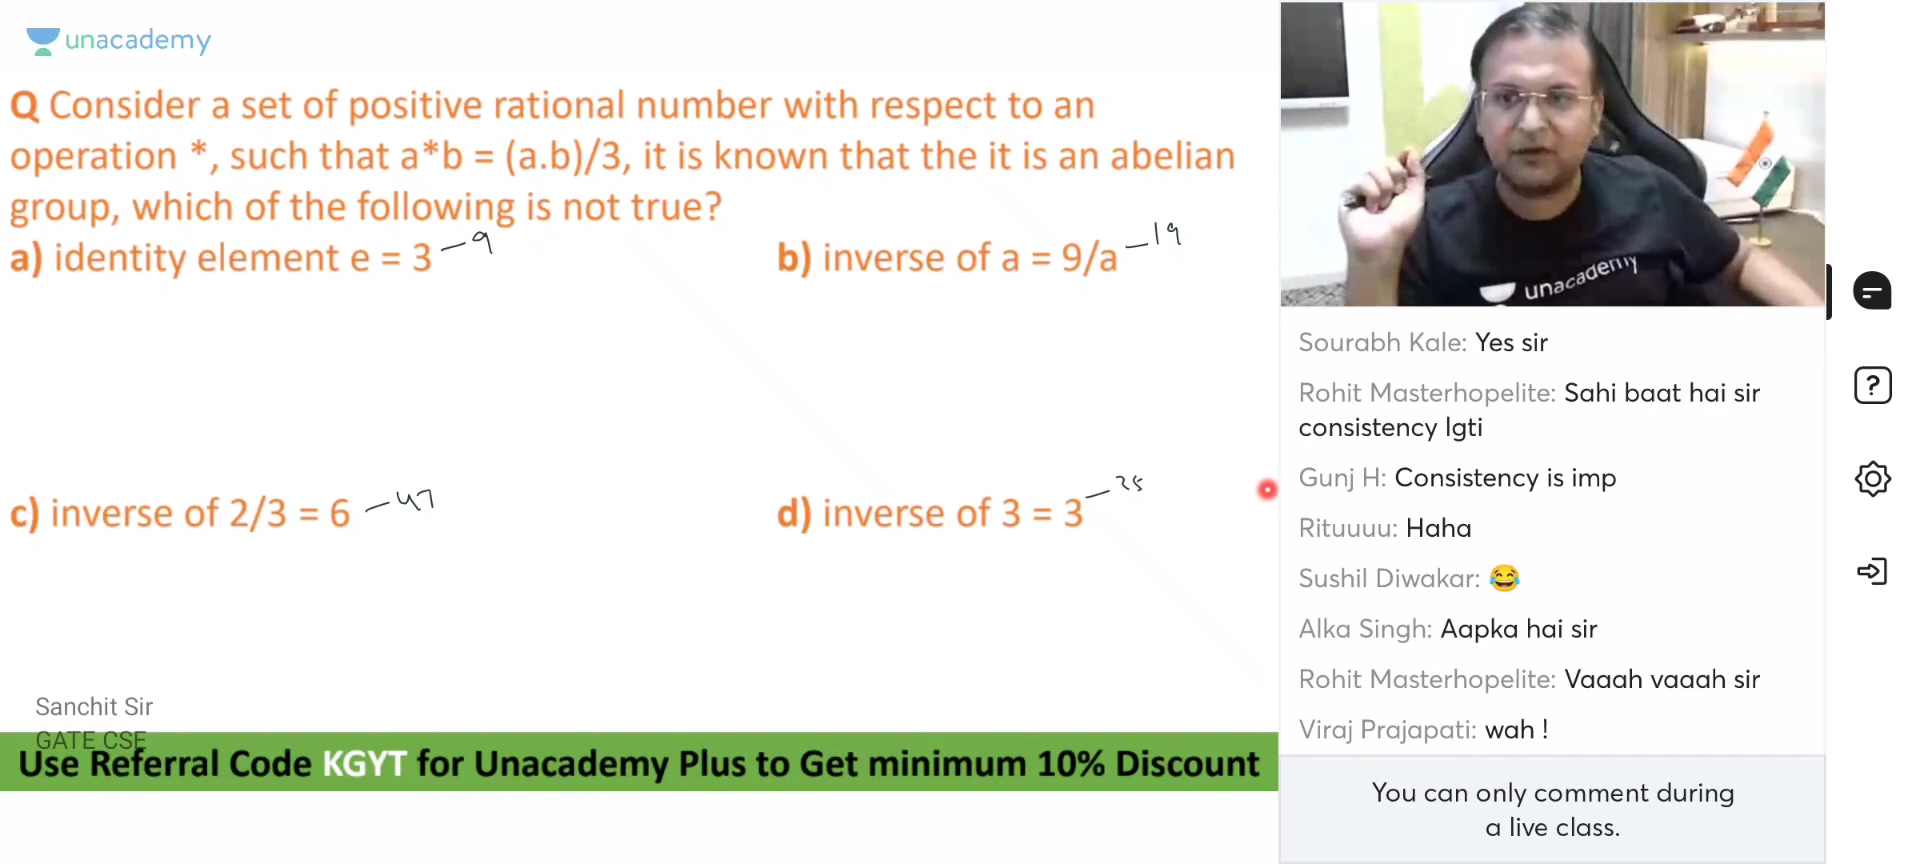 unacademy
Q Consider a set of positive rational number with respect to an
operation *, such that a*b = (a.b)/3, it is known that the it is an abelian
group, which of the following is not true?
a) identity element e = 3 – 9
b) inverse of a = 9/a – 19
c) inverse of 2/3 = 6 – 47
d) inverse of 3 = 3 – 25
Sanchit Sir
GATE CSE
Use Referral Code KGYT for Unacademy Plus to Get minimum 10% Discount
unacademy
Sourabh Kale: Yes sir
Rohit Masterhopelite: Sahi baat hai sir
consistency lgti
Gunj H: Consistency is imp
Rituuuu: Haha
Sushil Diwakar: 😂
Alka Singh: Aapka hai sir
Rohit Masterhopelite: Vaaah vaaah sir
Viraj Prajapati: wah !
You can only comment during
a live class.